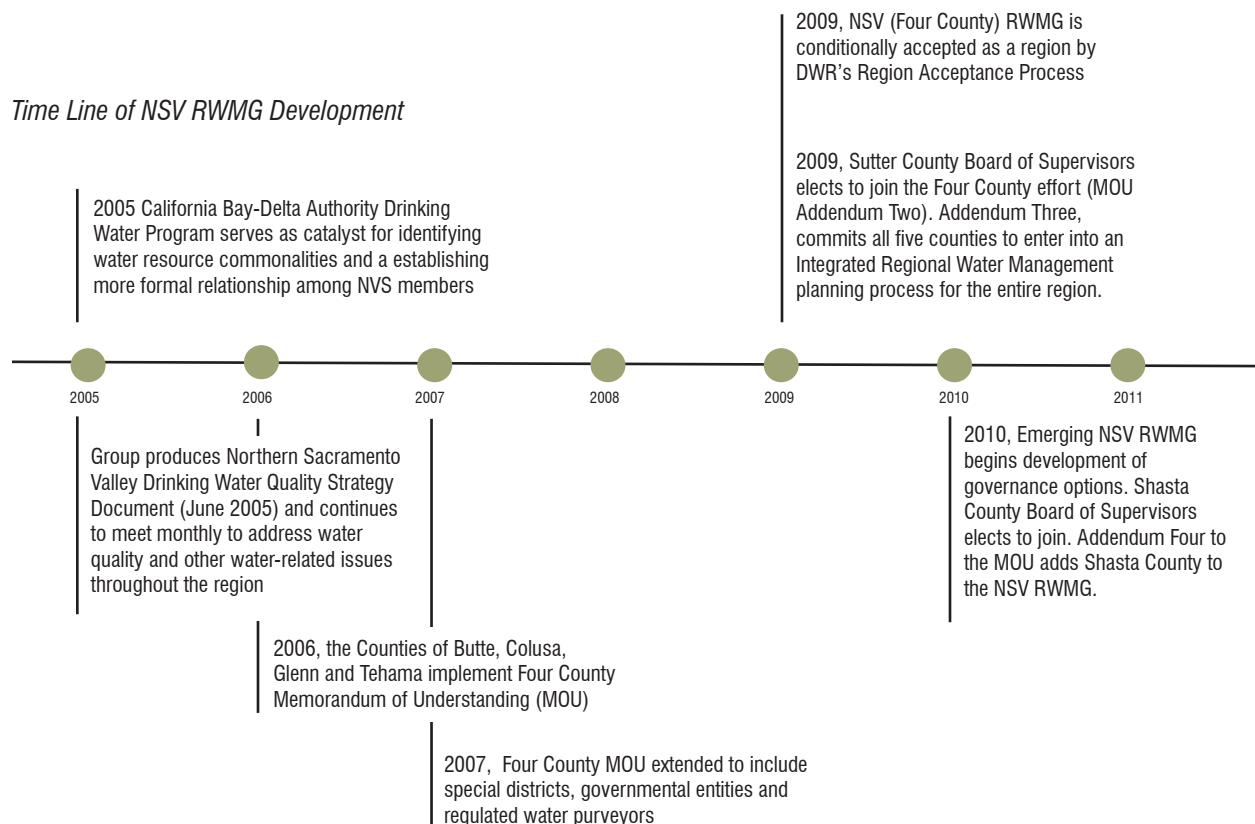 Time Line of NSV RWMG Development
2005 California Bay-Delta Authority Drinking
Water Program serves as catalyst for identifying
water resource commonalities and a establishing
more formal relationship among NVS members
2009, NSV (Four County) RWMG is
conditionally accepted as a region by
DWR's Region Acceptance Process
2009, Sutter County Board of Supervisors
elects to join the Four County effort (MOU
Addendum Two). Addendum Three,
commits all five counties to enter into an
Integrated Regional Water Management
planning process for the entire region.
2005
2006
2007
2008
2009
2010
2011
Group produces Northern Sacramento
Valley Drinking Water Quality Strategy
Document (June 2005) and continues
to meet monthly to address water
quality and other water-related issues
throughout the region
2006, the Counties of Butte, Colusa,
Glenn and Tehama implement Four County
Memorandum of Understanding (MOU)
2007,  Four County MOU extended to include
special districts, governmental entities and
regulated water purveyors
2010, Emerging NSV RWMG
begins development of
governance options. Shasta
County Board of Supervisors
elects to join. Addendum Four to
the MOU adds Shasta County to
the NSV RWMG.